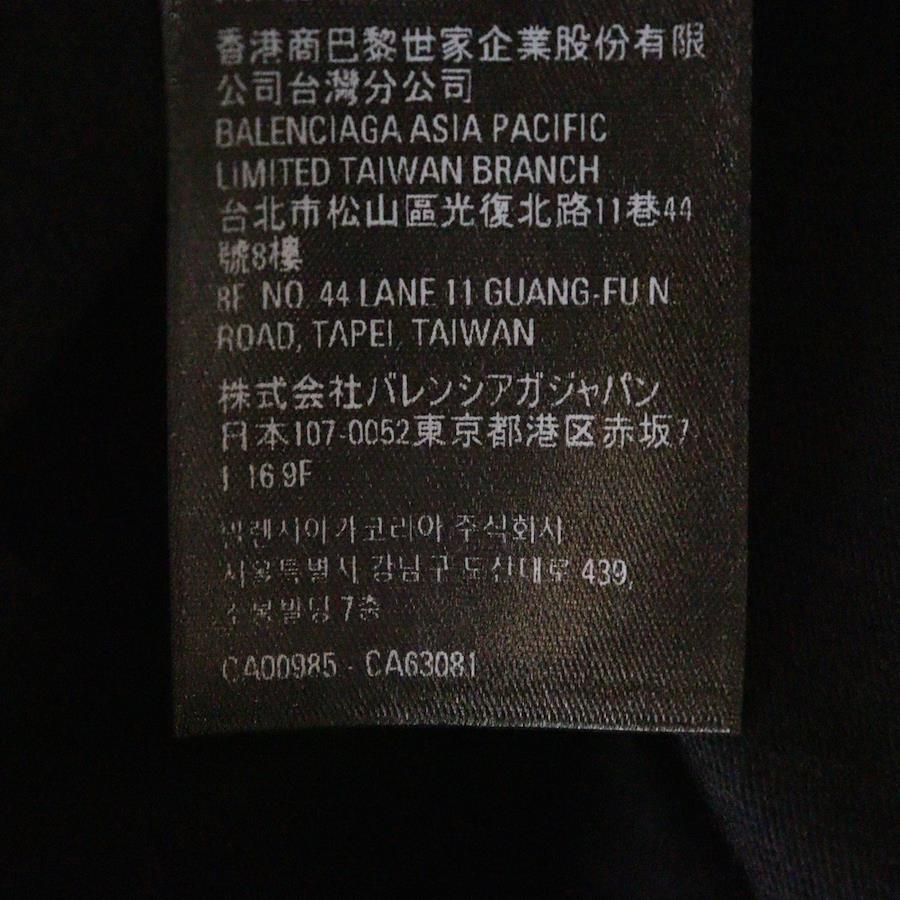 香港商巴黎世家企業股份有限
公司台灣分公司
BALENCIAGA ASIA PACIFIC
LIMITED TAIWAN BRANCH
台北市松山區光復北路11巷44
號8樓
8F NO. 44 LANE 11 GUANG-FU N.
ROAD, TAPEI, TAIWAN
株式会社バレンシアガジャパン
日本107-0052東京都港区赤坂7
1 16 9F
발렌시아가코리아 주식회사
서울특별시 강남구 도산대로 439,
빌딩 7층
CA00985 - CA63081